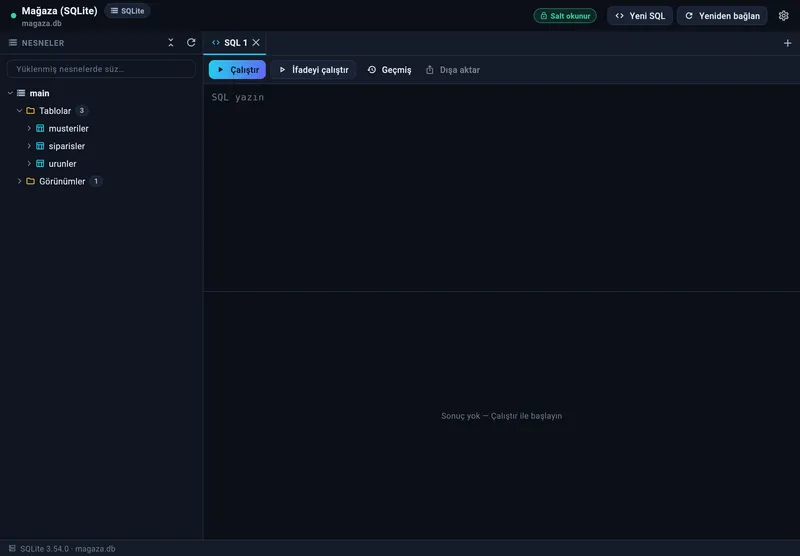 Mağaza (SQLite)
SQLite
magaza.db
Salt okunur
Yeni SQL
Yeniden bağlan
NESNELER
SQL 1
Yüklenmiş nesnelerde süz…
Çalıştır
İfadeyi çalıştır
Geçmiş
Dışa aktar
SQL yazın
main
Tablolar 3
musteriler
siparisler
urunler
Görünümler 1
Sonuç yok — Çalıştır ile başlayın
SQLite 3.54.0 · magaza.db